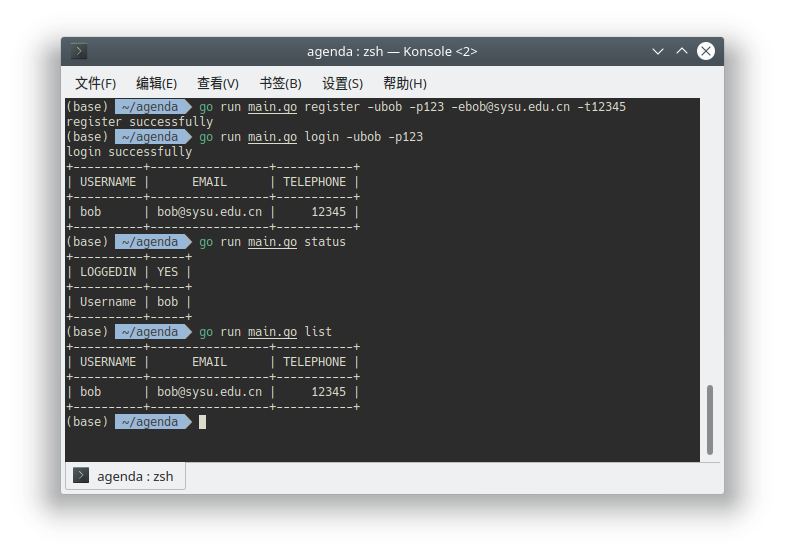 agenda : zsh — Konsole <2>
文件(F) 编辑(E) 查看(V) 书签(B) 设置(S) 帮助(H)
(base) ~/agenda go run main.go register -ubob -p123 -ebob@sysu.edu.cn -t12345
register successfully
(base) ~/agenda go run main.go login -ubob -p123
login successfully
+----------+-----------------+-----------+
| USERNAME |      EMAIL      | TELEPHONE |
+----------+-----------------+-----------+
| bob      | bob@sysu.edu.cn |     12345 |
+----------+-----------------+-----------+
(base) ~/agenda go run main.go status
+----------+-----+
| LOGGEDIN | YES |
+----------+-----+
| Username | bob |
+----------+-----+
(base) ~/agenda go run main.go list
+----------+-----------------+-----------+
| USERNAME |      EMAIL      | TELEPHONE |
+----------+-----------------+-----------+
| bob      | bob@sysu.edu.cn |     12345 |
+----------+-----------------+-----------+
(base) ~/agenda
agenda : zsh